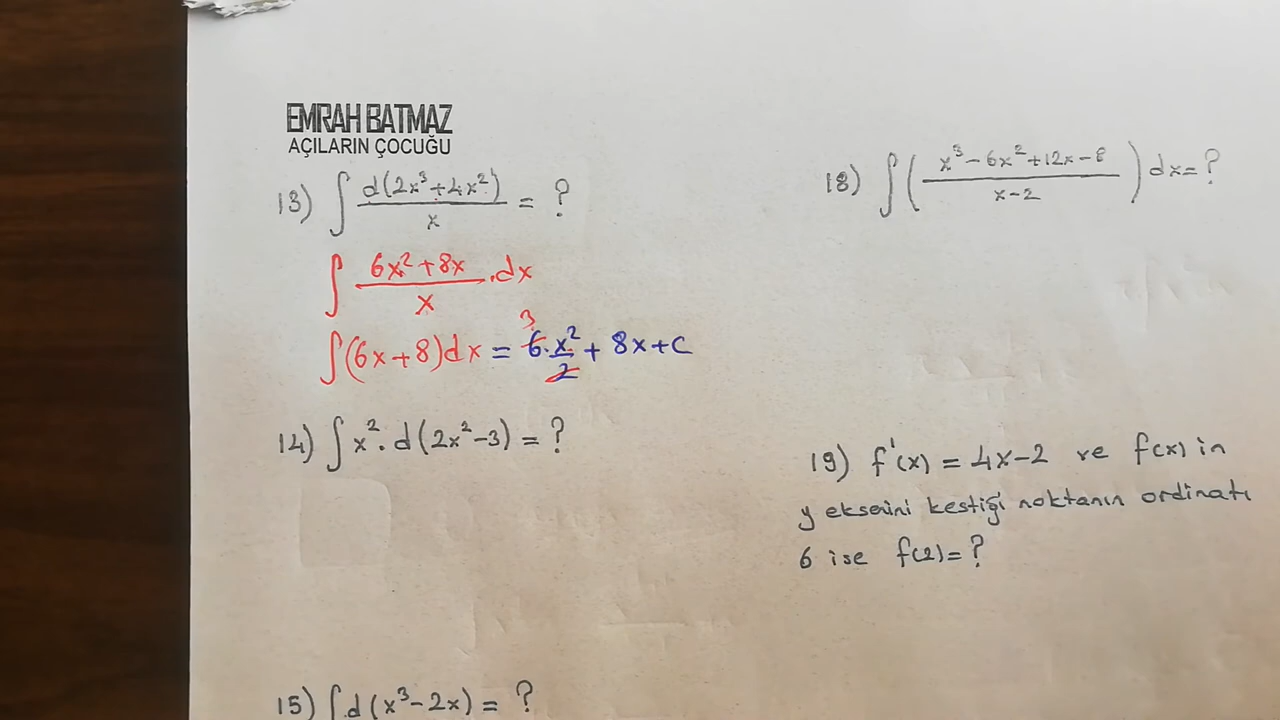 EMRAH BATMAZ
AÇILARIN ÇOCUĞU
13) ∫ d(2x³+4x²)/x = ?
∫ (6x²+8x)/x .dx
∫(6x+8)dx = 6.x²/2 + 8x+c
3
14) ∫ x². d(2x²-3) = ?
15) ∫ d(x³-2x) = ?
18) ∫ ( (x³-6x²+12x-8)/(x-2) ) dx = ?
19) f'(x) = 4x-2 ve f(x) in
y eksenini kestiği noktanın ordinatı
6 ise f(2)=?